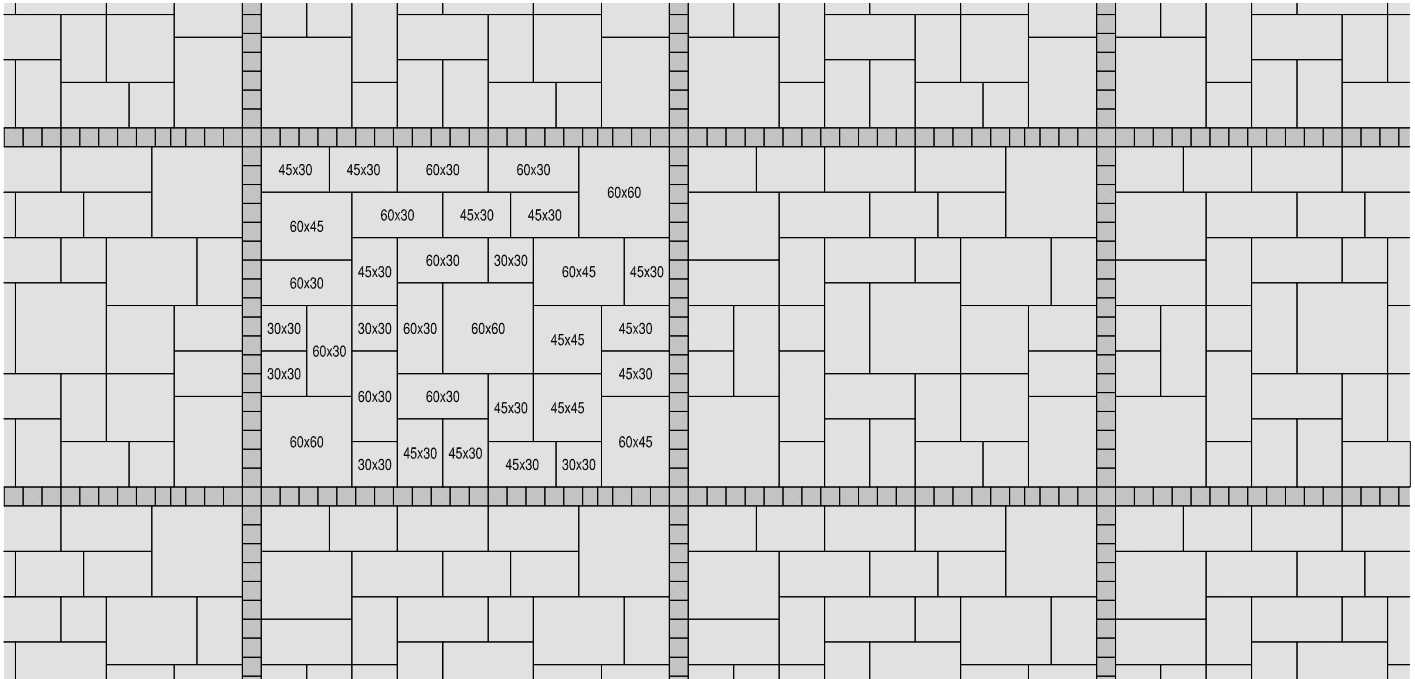 45x30 45x30 60x30 60x30
60x60
60x45 60x30 45x30 45x30
60x30 45x30 60x30 30x30 60x45 45x30
30x30 60x30 30x30 60x30 60x60 45x45 45x30
30x30 60x30 60x30 45x30 45x45 45x30
60x60 30x30 45x30 45x30 45x30 30x30 60x45